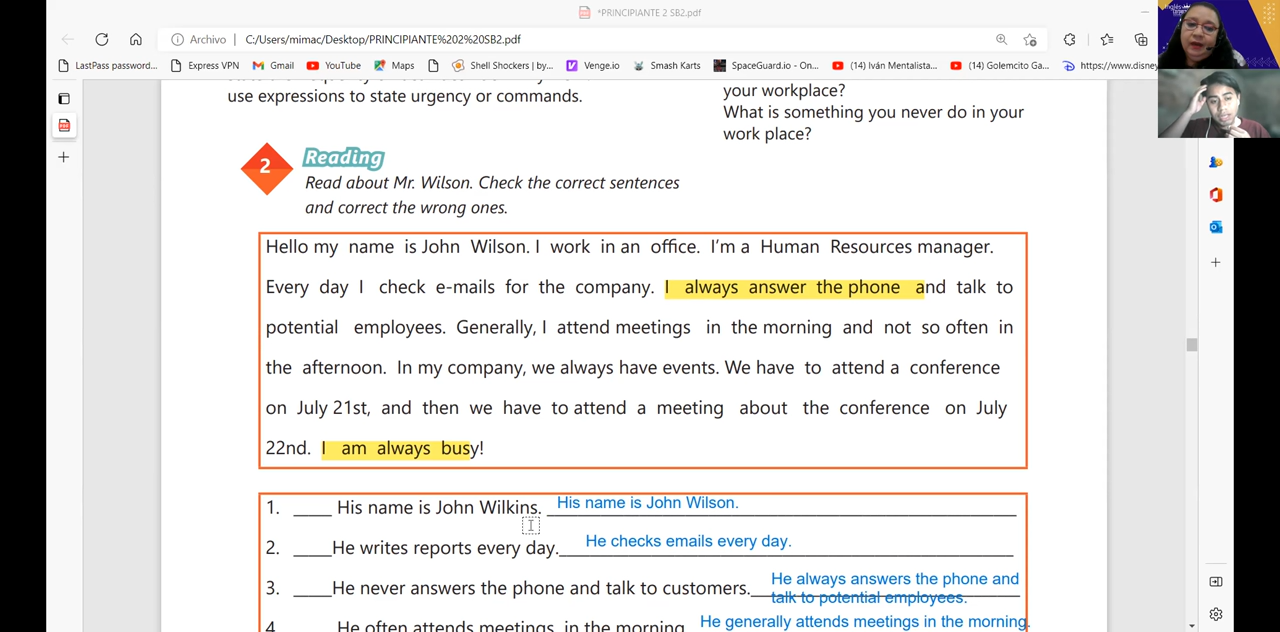 *PRINCIPIANTE 2 SB2.pdf
Archivo | C:/Users/mimac/Desktop/PRINCIPIANTE%202%20SB2.pdf
LastPass password... Express VPN Gmail YouTube Maps Shell Shockers | by... Venge.io Smash Karts SpaceGuard.io - On... (14) Iván Mentalista... (14) Golemcito Ga... https://www.disney
use expressions to state urgency or commands.
your workplace?
What is something you never do in your
work place?
2 Reading
Read about Mr. Wilson. Check the correct sentences
and correct the wrong ones.
Hello my name is John Wilson. I work in an office. I'm a Human Resources manager.
Every day I check e-mails for the company. I always answer the phone and talk to
potential employees. Generally, I attend meetings in the morning and not so often in
the afternoon. In my company, we always have events. We have to attend a conference
on July 21st, and then we have to attend a meeting about the conference on July
22nd. I am always busy!
1. ____ His name is John Wilkins. His name is John Wilson.
2. ____He writes reports every day. He checks emails every day.
3. ____He never answers the phone and talk to customers. He always answers the phone and
talk to potential employees.
4 He often attends meetings in the morning He generally attends meetings in the morning.